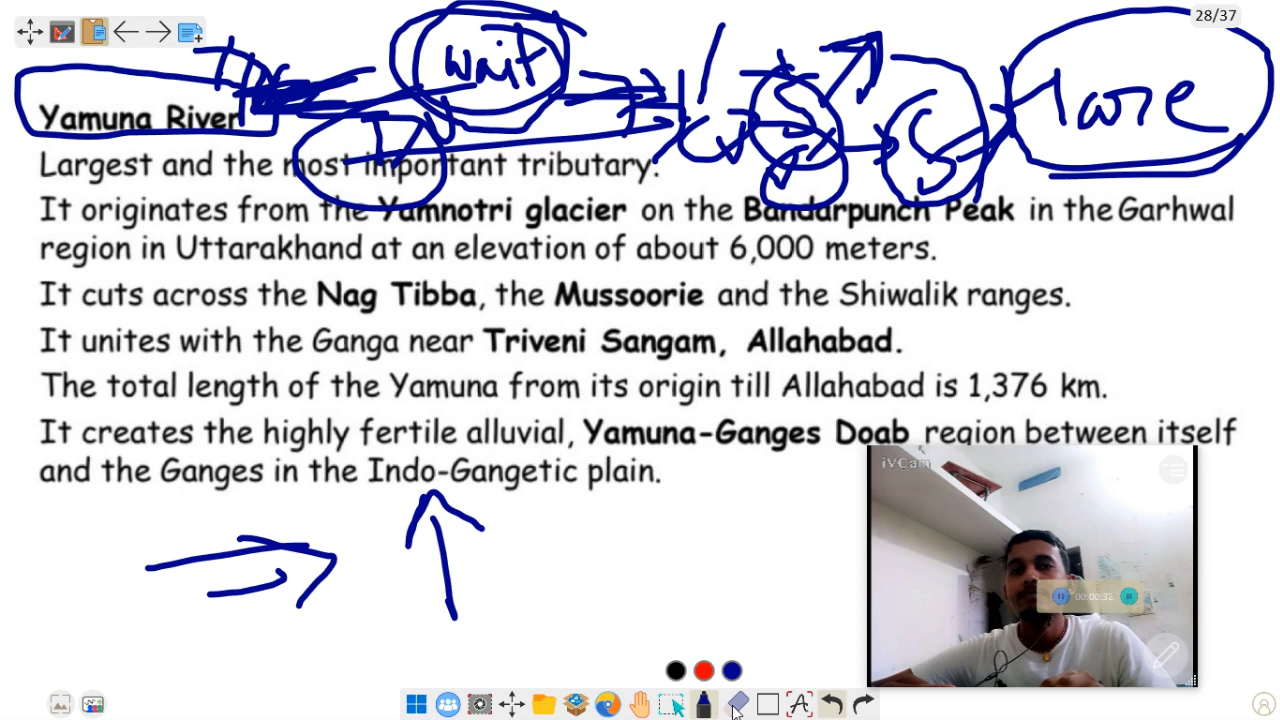 28/37
wait
Yamuna River
Largest and the most important tributary.
It originates from the Yamnotri glacier on the Bandarpunch Peak in the Garhwal
region in Uttarakhand at an elevation of about 6,000 meters.
It cuts across the Nag Tibba, the Mussoorie and the Shiwalik ranges.
It unites with the Ganga near Triveni Sangam, Allahabad.
The total length of the Yamuna from its origin till Allahabad is 1,376 km.
It creates the highly fertile alluvial, Yamuna-Ganges Doab region between itself
and the Ganges in the Indo-Gangetic plain.
iVCam
00:00:32